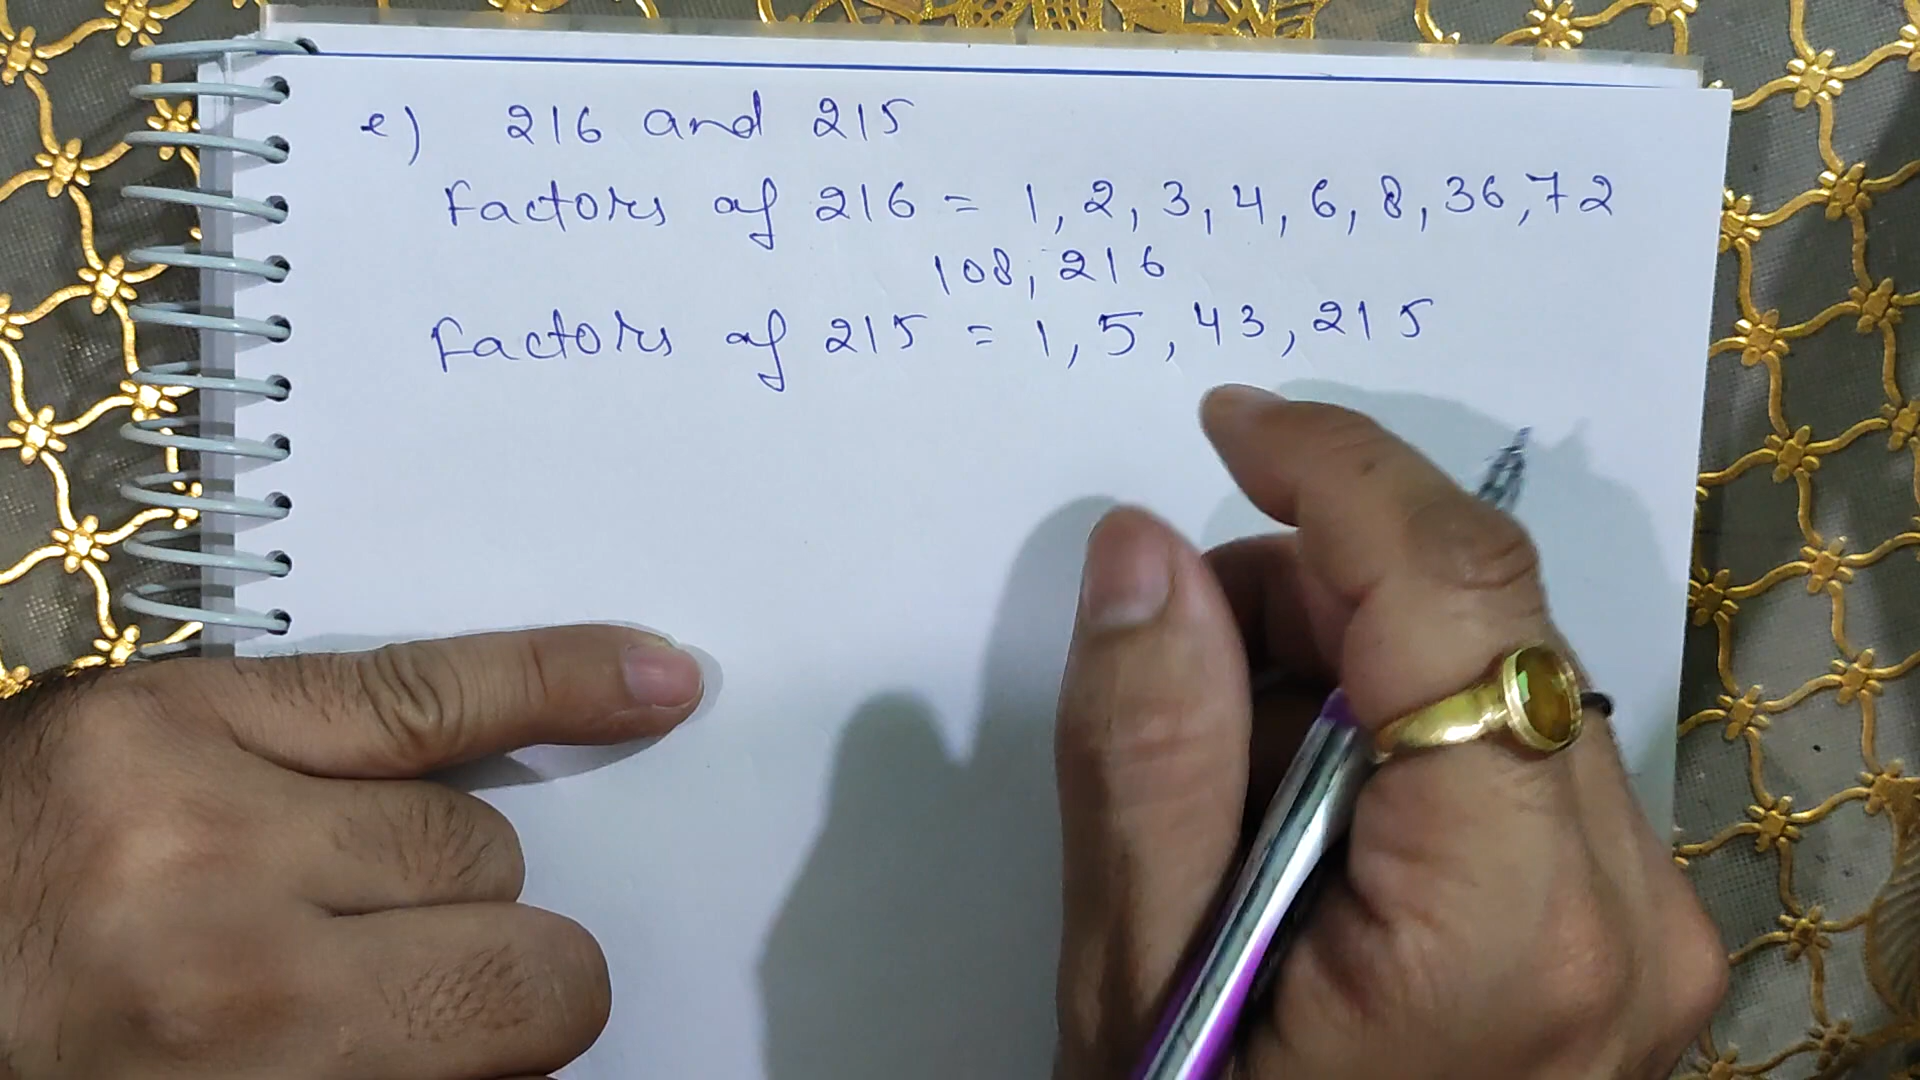 e) 216 and 215
Factors of 216 = 1, 2, 3, 4, 6, 8, 36, 72
108, 216
Factors of 215 = 1, 5, 43, 215